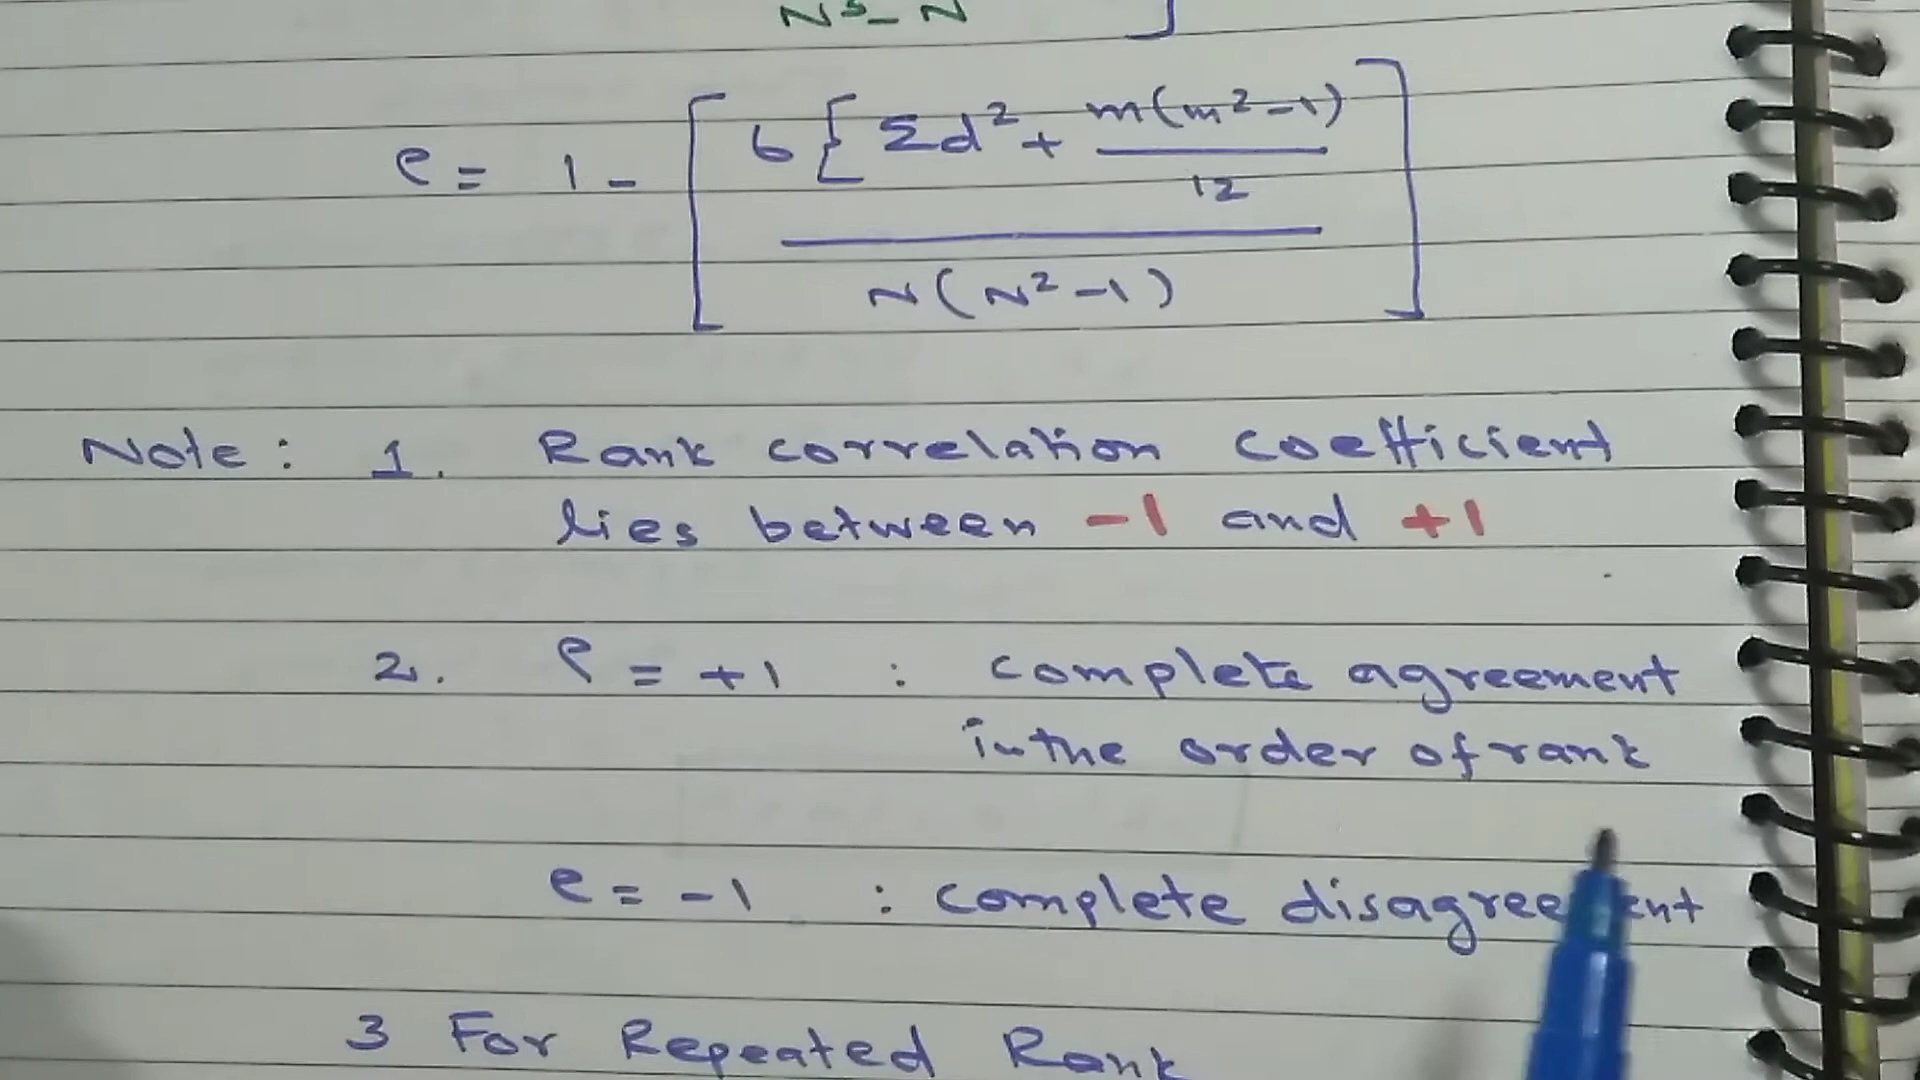 N³-N ]
ρ = 1 - [ 6 { Σd² + m(m²-1)
12
N(N²-1) ]
Note: 1. Rank correlation coefficient
lies between -1 and +1
2. ρ = +1 : complete agreement
in the order of rank
ρ = -1 : complete
3 For Repeated Rank